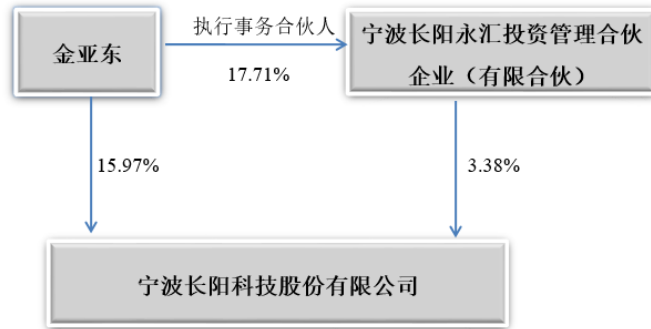 金亚东
执行事务合伙人
17.71%
宁波长阳永汇投资管理合伙
企业（有限合伙）
15.97%
3.38%
宁波长阳科技股份有限公司